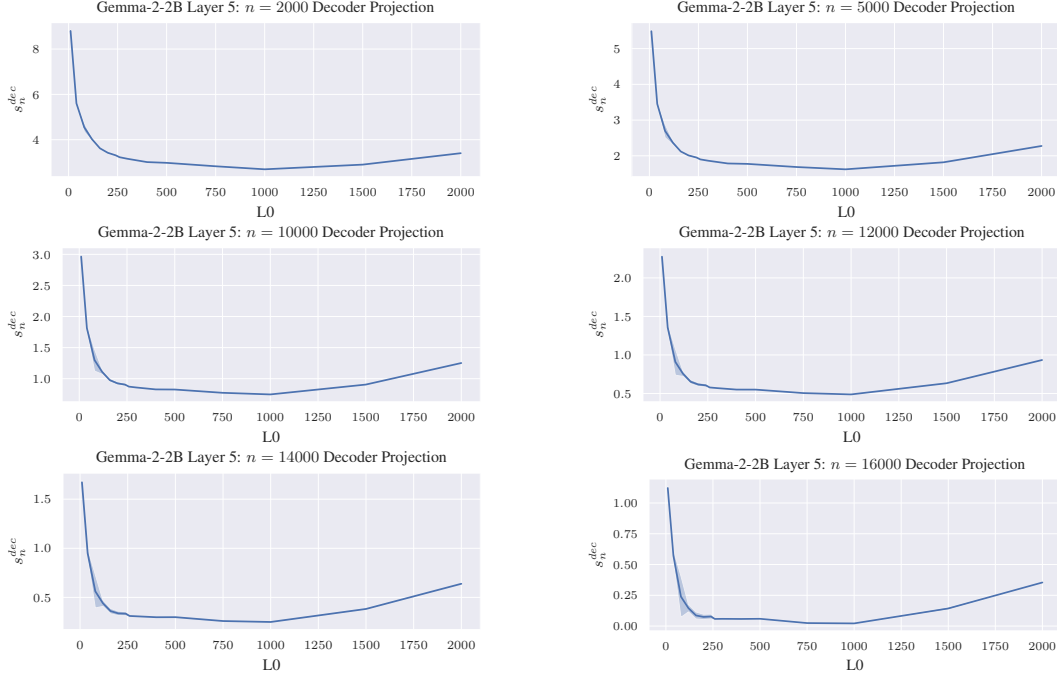 Gemma-2-2B Layer 5: n = 2000 Decoder Projection
8
6
4
s_n^{dec}
0 250 500 750 1000 1250 1500 1750 2000
L0
Gemma-2-2B Layer 5: n = 5000 Decoder Projection
5
4
3
2
s_n^{dec}
0 250 500 750 1000 1250 1500 1750 2000
L0
Gemma-2-2B Layer 5: n = 10000 Decoder Projection
3.0
2.5
2.0
1.5
1.0
s_n^{dec}
0 250 500 750 1000 1250 1500 1750 2000
L0
Gemma-2-2B Layer 5: n = 12000 Decoder Projection
2.0
1.5
1.0
0.5
s_n^{dec}
0 250 500 750 1000 1250 1500 1750 2000
L0
Gemma-2-2B Layer 5: n = 14000 Decoder Projection
1.5
1.0
0.5
s_n^{dec}
0 250 500 750 1000 1250 1500 1750 2000
L0
Gemma-2-2B Layer 5: n = 16000 Decoder Projection
1.00
0.75
0.50
0.25
0.00
s_n^{dec}
0 250 500 750 1000 1250 1500 1750 2000
L0